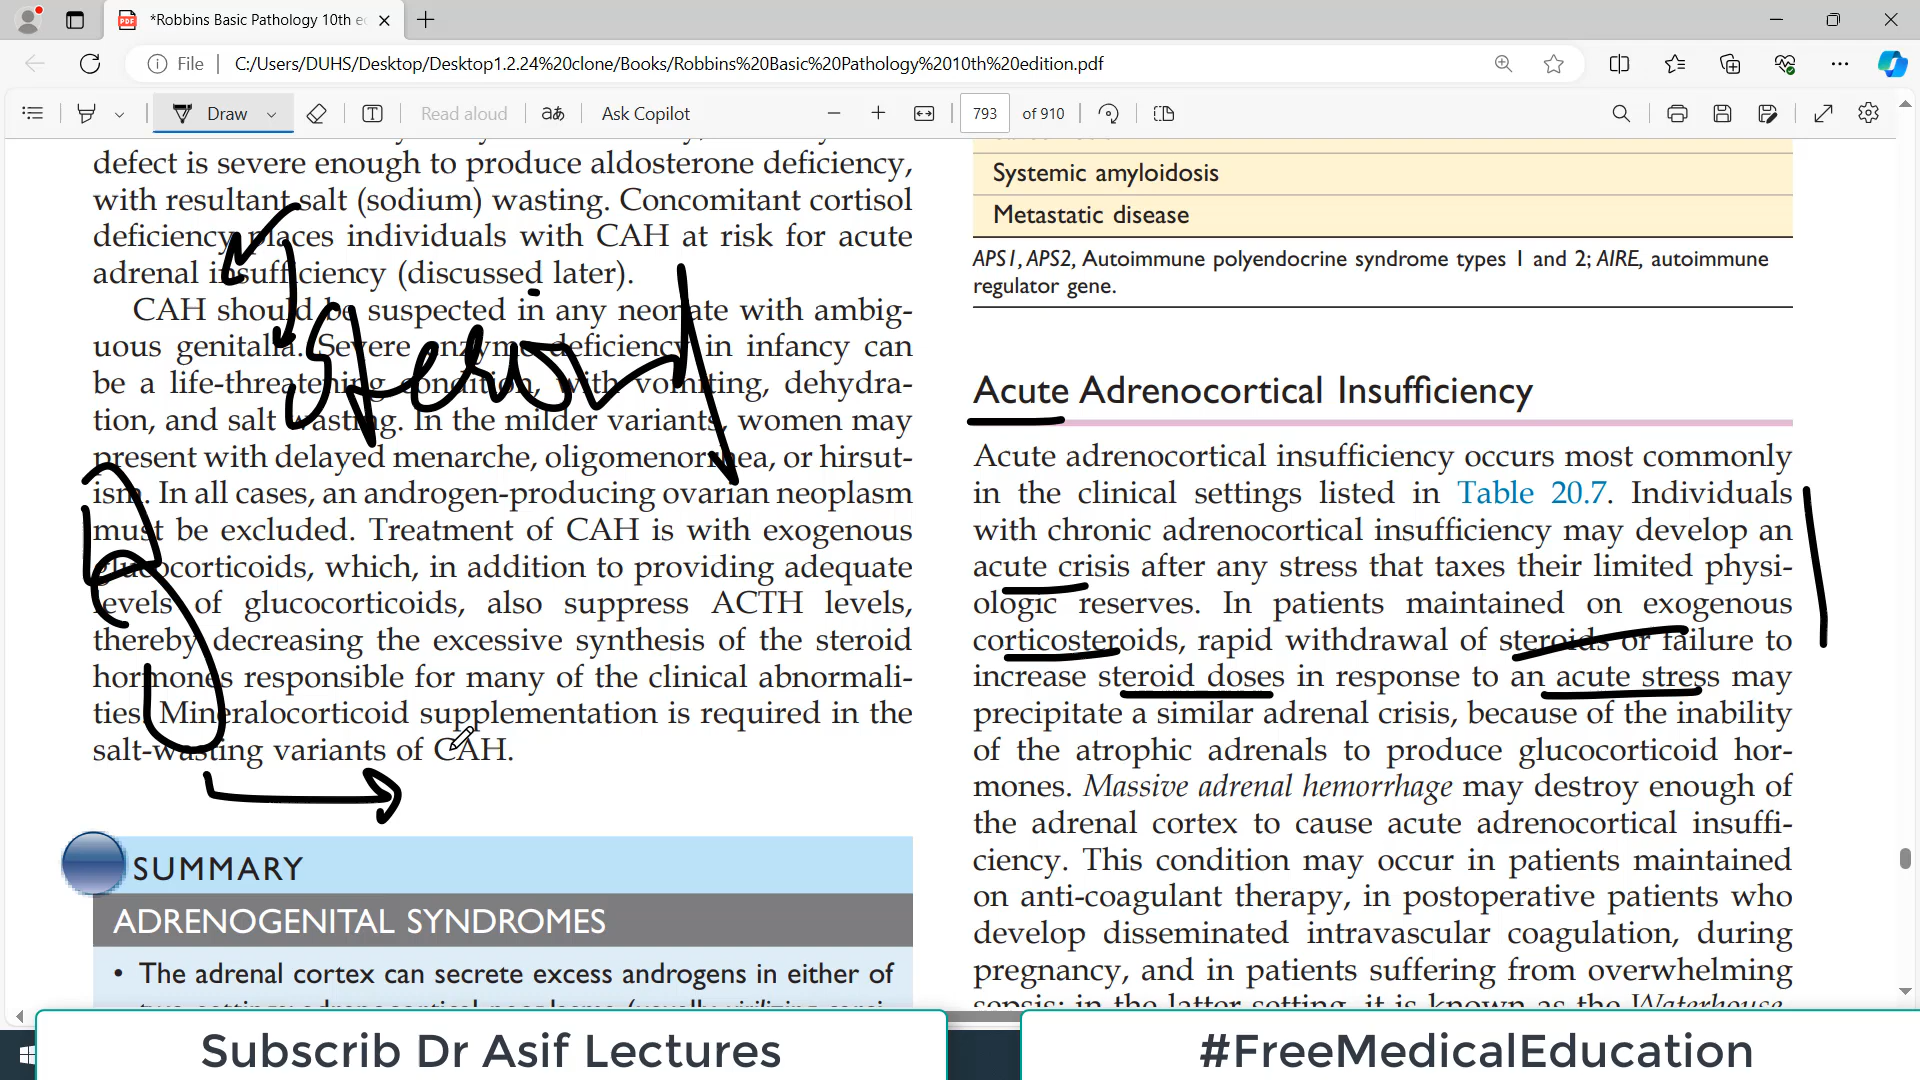 *Robbins Basic Pathology 10th e
File
C:/Users/DUHS/Desktop/Desktop1.2.24%20clone/Books/Robbins%20Basic%20Pathology%2010th%20edition.pdf
Draw
Read aloud
aあ
Ask Copilot
793 of 910
defect is severe enough to produce aldosterone deficiency,
with resultant salt (sodium) wasting. Concomitant cortisol
deficiency places individuals with CAH at risk for acute
adrenal insufficiency (discussed later).
CAH should be suspected in any neonate with ambig-
uous genitalia. Severe enzyme deficiency in infancy can
be a life-threatening condition, with vomiting, dehydra-
tion, and salt wasting. In the milder variants, women may
present with delayed menarche, oligomenorrhea, or hirsut-
ism. In all cases, an androgen-producing ovarian neoplasm
must be excluded. Treatment of CAH is with exogenous
glucocorticoids, which, in addition to providing adequate
levels of glucocorticoids, also suppress ACTH levels,
thereby decreasing the excessive synthesis of the steroid
hormones responsible for many of the clinical abnormali-
ties. Mineralocorticoid supplementation is required in the
salt-wasting variants of CAH.
Steroid
SUMMARY
ADRENOGENITAL SYNDROMES
• The adrenal cortex can secrete excess androgens in either of
Systemic amyloidosis
Metastatic disease
APS1, APS2, Autoimmune polyendocrine syndrome types 1 and 2; AIRE, autoimmune
regulator gene.
Acute Adrenocortical Insufficiency
Acute adrenocortical insufficiency occurs most commonly
in the clinical settings listed in Table 20.7. Individuals
with chronic adrenocortical insufficiency may develop an
acute crisis after any stress that taxes their limited physi-
ologic reserves. In patients maintained on exogenous
corticosteroids, rapid withdrawal of steroids or failure to
increase steroid doses in response to an acute stress may
precipitate a similar adrenal crisis, because of the inability
of the atrophic adrenals to produce glucocorticoid hor-
mones. Massive adrenal hemorrhage may destroy enough of
the adrenal cortex to cause acute adrenocortical insuffi-
ciency. This condition may occur in patients maintained
on anti-coagulant therapy, in postoperative patients who
develop disseminated intravascular coagulation, during
pregnancy, and in patients suffering from overwhelming
sepsis; in the latter setting, it is known as the Waterhouse-
Subscrib Dr Asif Lectures
#FreeMedicalEducation